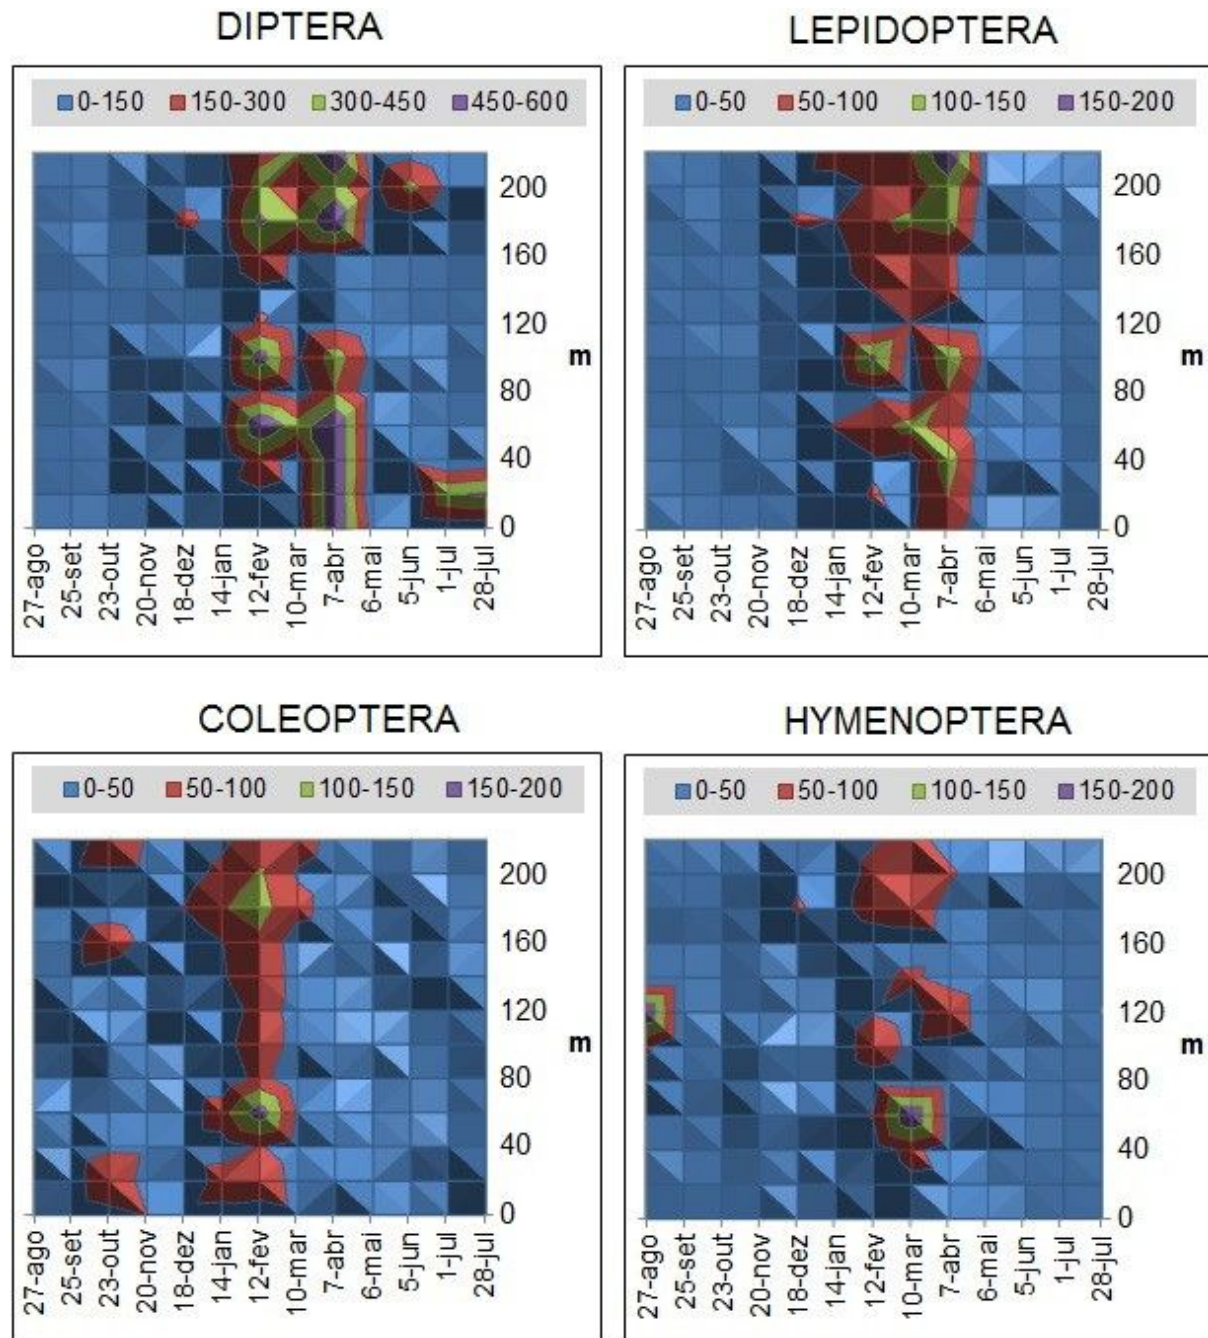 DIPTERA
0-150 150-300 300-450 450-600
200
160
120
m
80
40
0
27-ago 25-set 23-out 20-nov 18-dez 14-jan 12-fev 10-mar 7-abr 6-mai 5-jun 1-jul 28-jul
LEPIDOPTERA
0-50 50-100 100-150 150-200
200
160
120
m
80
40
0
27-ago 25-set 23-out 20-nov 18-dez 14-jan 12-fev 10-mar 7-abr 6-mai 5-jun 1-jul 28-jul
COLEOPTERA
0-50 50-100 100-150 150-200
200
160
120
m
80
40
0
27-ago 25-set 23-out 20-nov 18-dez 14-jan 12-fev 10-mar 7-abr 6-mai 5-jun 1-jul 28-jul
HYMENOPTERA
0-50 50-100 100-150 150-200
200
160
120
m
80
40
0
27-ago 25-set 23-out 20-nov 18-dez 14-jan 12-fev 10-mar 7-abr 6-mai 5-jun 1-jul 28-jul